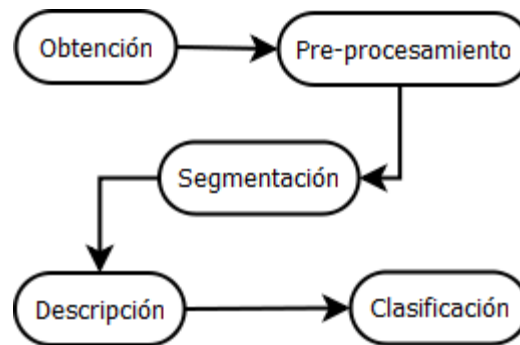 Obtención
Pre-procesamiento
Segmentación
Descripción
Clasificación